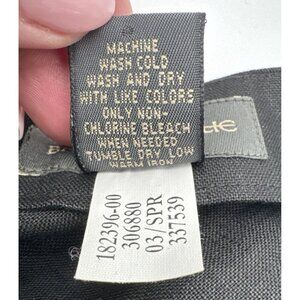 MACHINE
WASH COLD
WASH AND DRY
WITH LIKE COLORS
ONLY NON-
CHLORINE BLEACH
WHEN NEEDED
TUMBLE DRY LOW
WARM IRON
182396-00
306880
03/SPR
337539